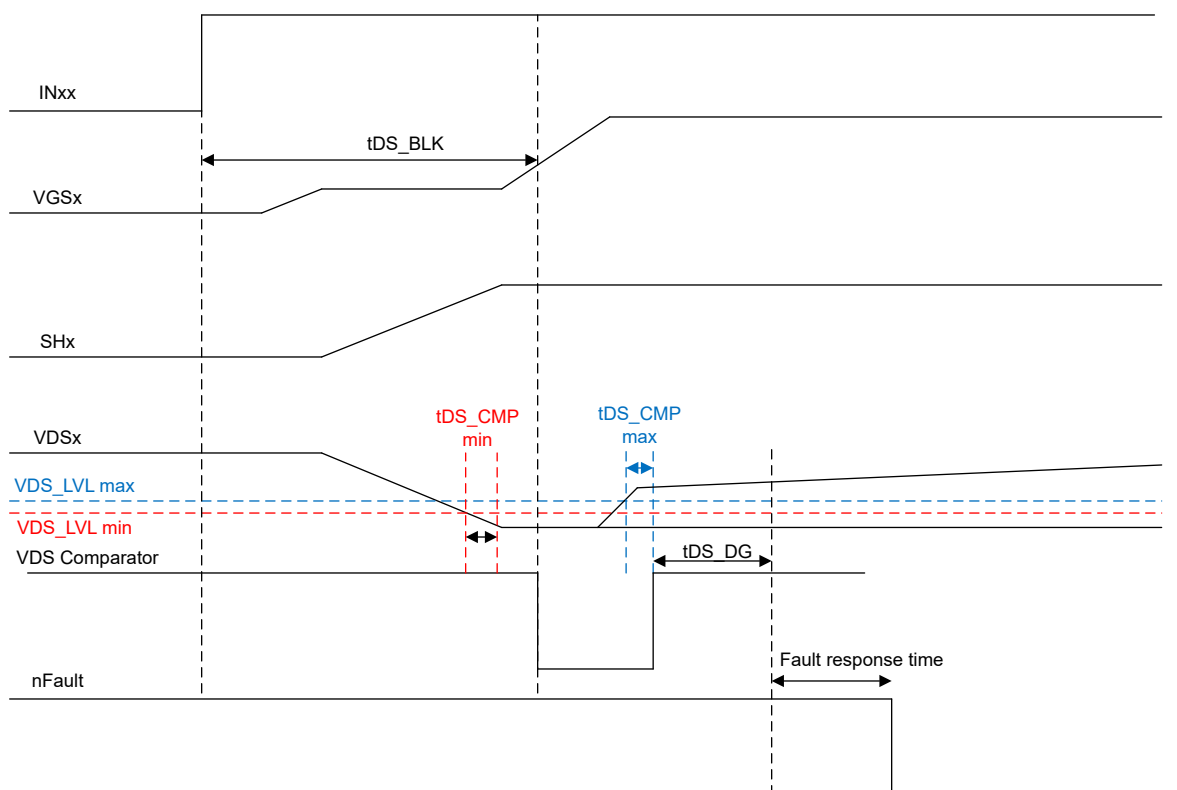 INxx
tDS_BLK
VGSx
SHx
tDS_CMP
min
tDS_CMP
max
VDSx
VDS_LVL max
VDS_LVL min
VDS Comparator
tDS_DG
Fault response time
nFault